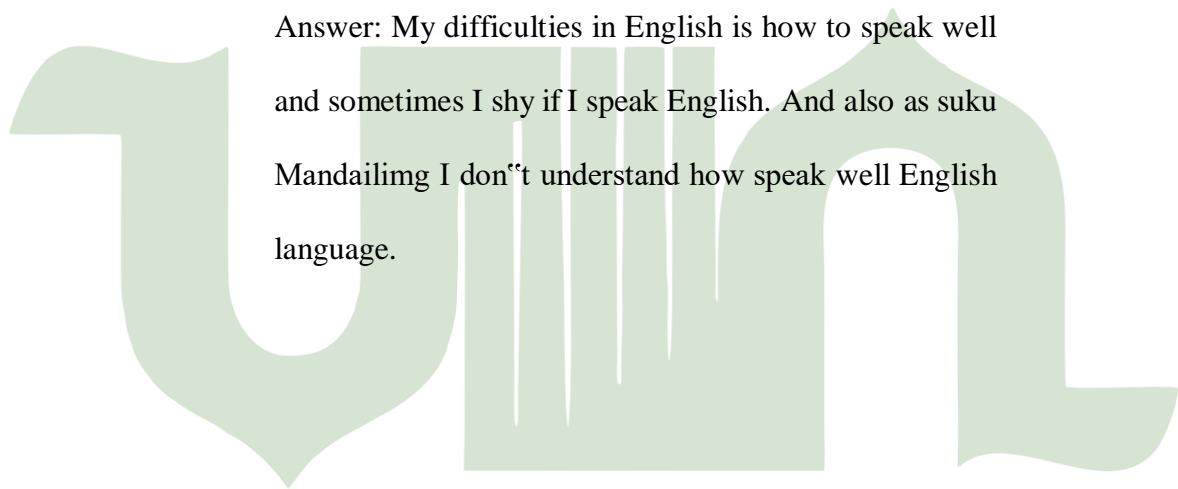 Answer: My difficulties in English is how to speak well
and sometimes I shy if I speak English. And also as suku
Mandailimg I don‟t understand how speak well English
language.